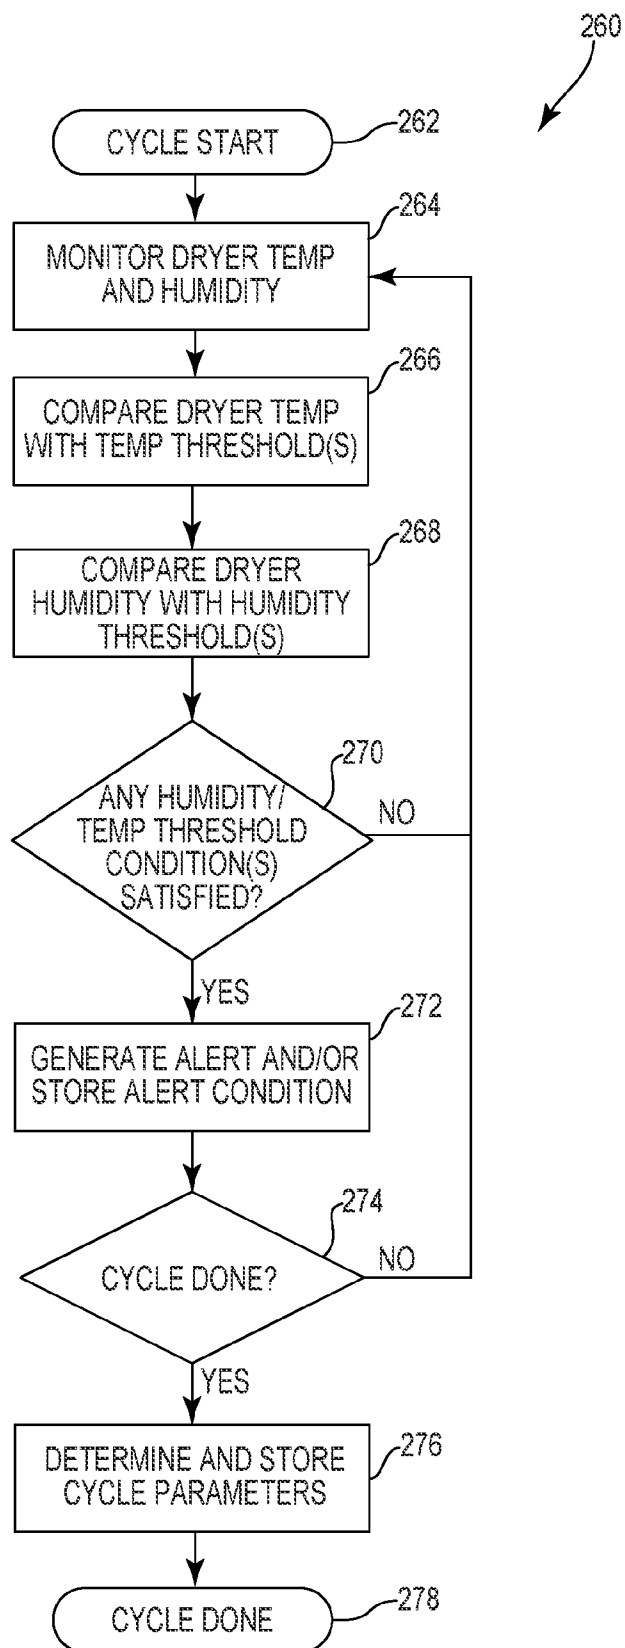 260
CYCLE START
262
264
MONITOR DRYER TEMP
AND HUMIDITY
266
COMPARE DRYER TEMP
WITH TEMP THRESHOLD(S)
268
COMPARE DRYER
HUMIDITY WITH HUMIDITY
THRESHOLD(S)
270
ANY HUMIDITY/
TEMP THRESHOLD
CONDITION(S)
SATISFIED?
NO
YES
272
GENERATE ALERT AND/OR
STORE ALERT CONDITION
274
CYCLE DONE?
NO
YES
276
DETERMINE AND STORE
CYCLE PARAMETERS
278
CYCLE DONE